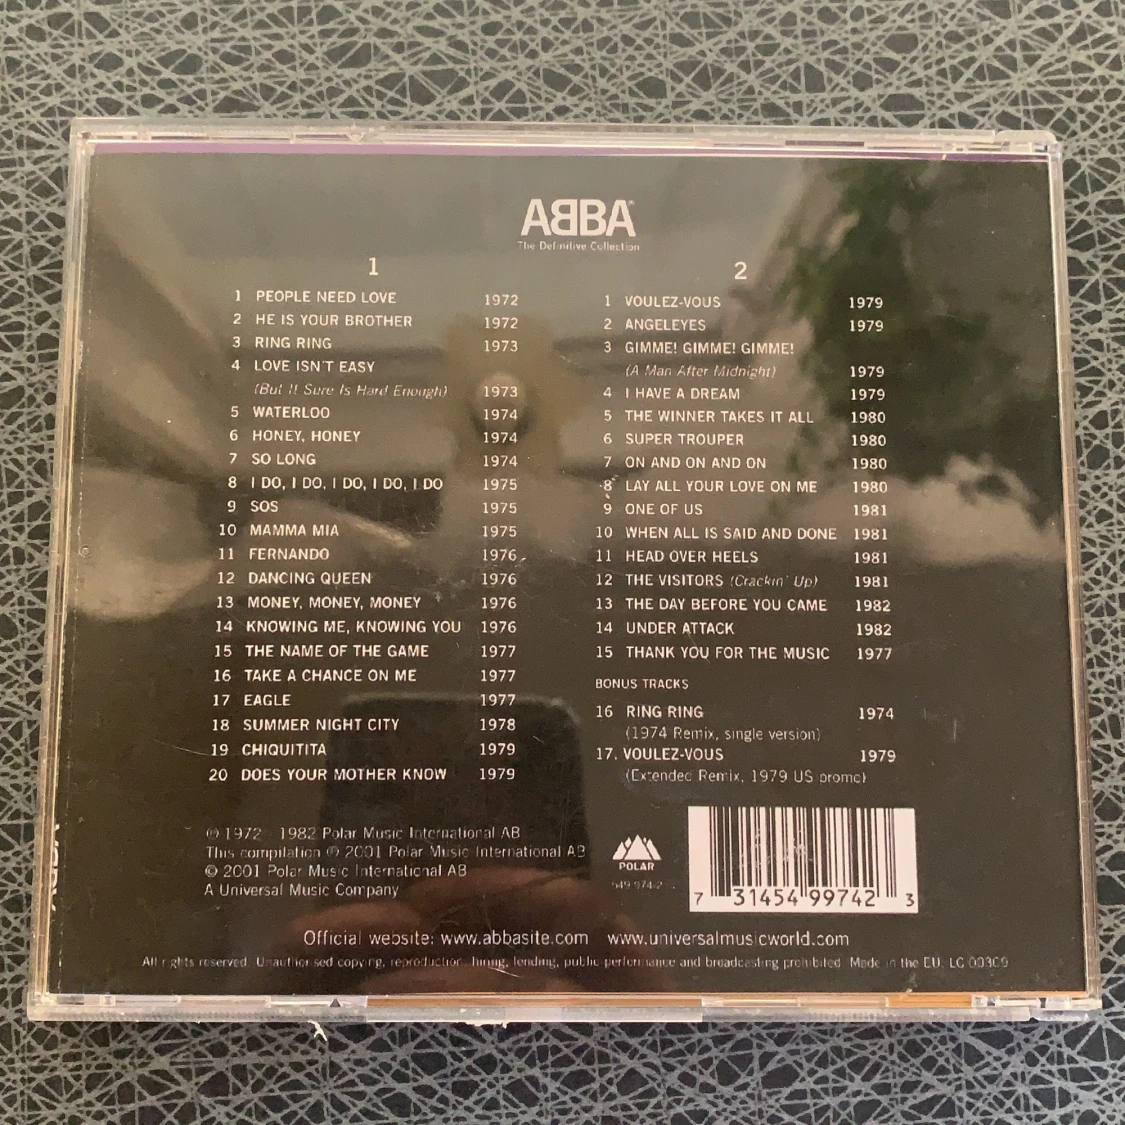 ABBA
The Definitive Collection
1
1 PEOPLE NEED LOVE 1972
2 HE IS YOUR BROTHER 1972
3 RING RING 1973
4 LOVE ISN'T EASY
(But It Sure Is Hard Enough) 1973
5 WATERLOO 1974
6 HONEY, HONEY 1974
7 SO LONG 1974
8 I DO, I DO, I DO, I DO, I DO 1975
9 SOS 1975
10 MAMMA MIA 1975
11 FERNANDO 1976
12 DANCING QUEEN 1976
13 MONEY, MONEY, MONEY 1976
14 KNOWING ME, KNOWING YOU 1976
15 THE NAME OF THE GAME 1977
16 TAKE A CHANCE ON ME 1977
17 EAGLE 1977
18 SUMMER NIGHT CITY 1978
19 CHIQUITITA 1979
20 DOES YOUR MOTHER KNOW 1979
2
1 VOULEZ-VOUS 1979
2 ANGELEYES 1979
3 GIMME! GIMME! GIMME!
(A Man After Midnight) 1979
4 I HAVE A DREAM 1979
5 THE WINNER TAKES IT ALL 1980
6 SUPER TROUPER 1980
7 ON AND ON AND ON 1980
8 LAY ALL YOUR LOVE ON ME 1980
9 ONE OF US 1981
10 WHEN ALL IS SAID AND DONE 1981
11 HEAD OVER HEELS 1981
12 THE VISITORS (Crackin' Up) 1981
13 THE DAY BEFORE YOU CAME 1982
14 UNDER ATTACK 1982
15 THANK YOU FOR THE MUSIC 1977
BONUS TRACKS
16 RING RING 1974
(1974 Remix, single version)
17. VOULEZ-VOUS 1979
(Extended Remix, 1979 US promo)
℗ 1972 - 1982 Polar Music International AB
This compilation ℗ 2001 Polar Music International AB
© 2001 Polar Music International AB
A Universal Music Company
POLAR
549 974-2
7 31454 99742 3
Official website: www.abbasite.com www.universalmusicworld.com
All rights reserved. Unauthorised copying, reproduction, hiring, lending, public performance and broadcasting prohibited. Made in the EU. LC 00309